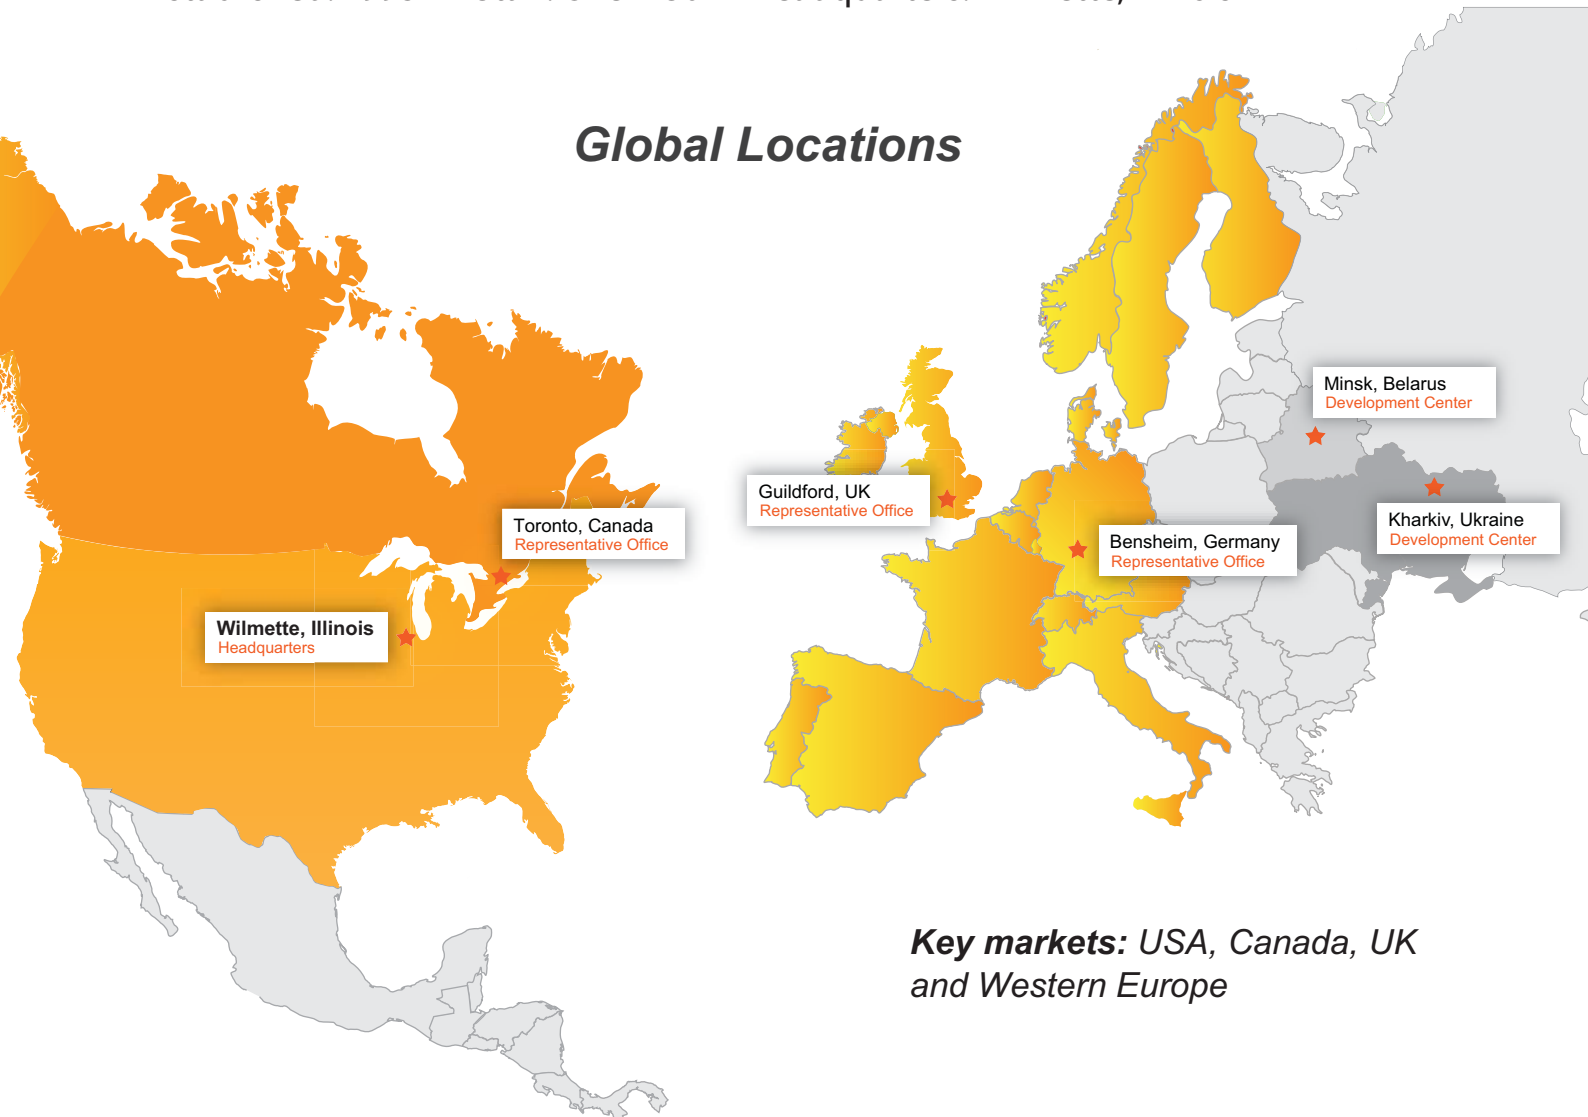 Global Locations
Minsk, Belarus
Development Center
Guildford, UK
Representative Office
Kharkiv, Ukraine
Development Center
Toronto, Canada
Representative Office
Bensheim, Germany
Representative Office
Wilmette, Illinois
Headquarters
Key markets: USA, Canada, UK
and Western Europe